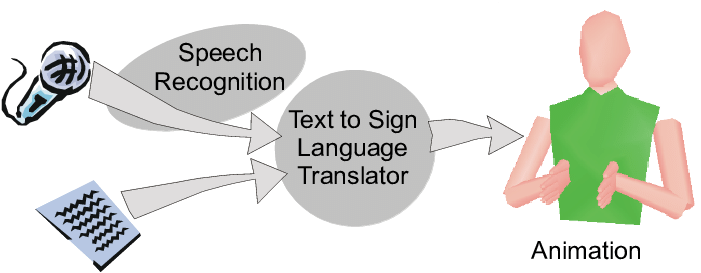 Speech
Recognition
Text to Sign
Language
Translator
Animation